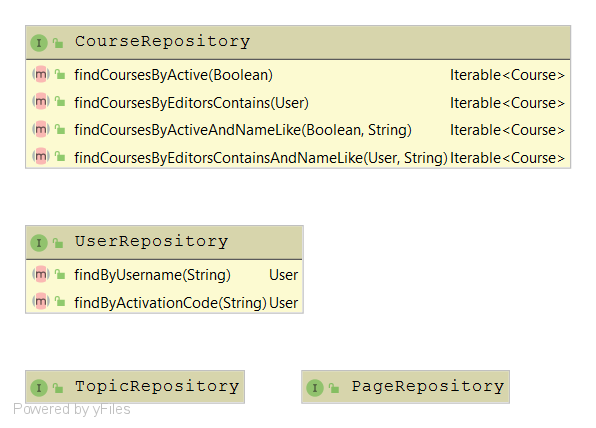 I CourseRepository
m findCoursesByActive(Boolean) Iterable<Course>
m findCoursesByEditorsContains(User) Iterable<Course>
m findCoursesByActiveAndNameLike(Boolean, String) Iterable<Course>
m findCoursesByEditorsContainsAndNameLike(User, String) Iterable<Course>
I UserRepository
m findByUsername(String) User
m findByActivationCode(String) User
I TopicRepository I PageRepository
Powered by yFiles